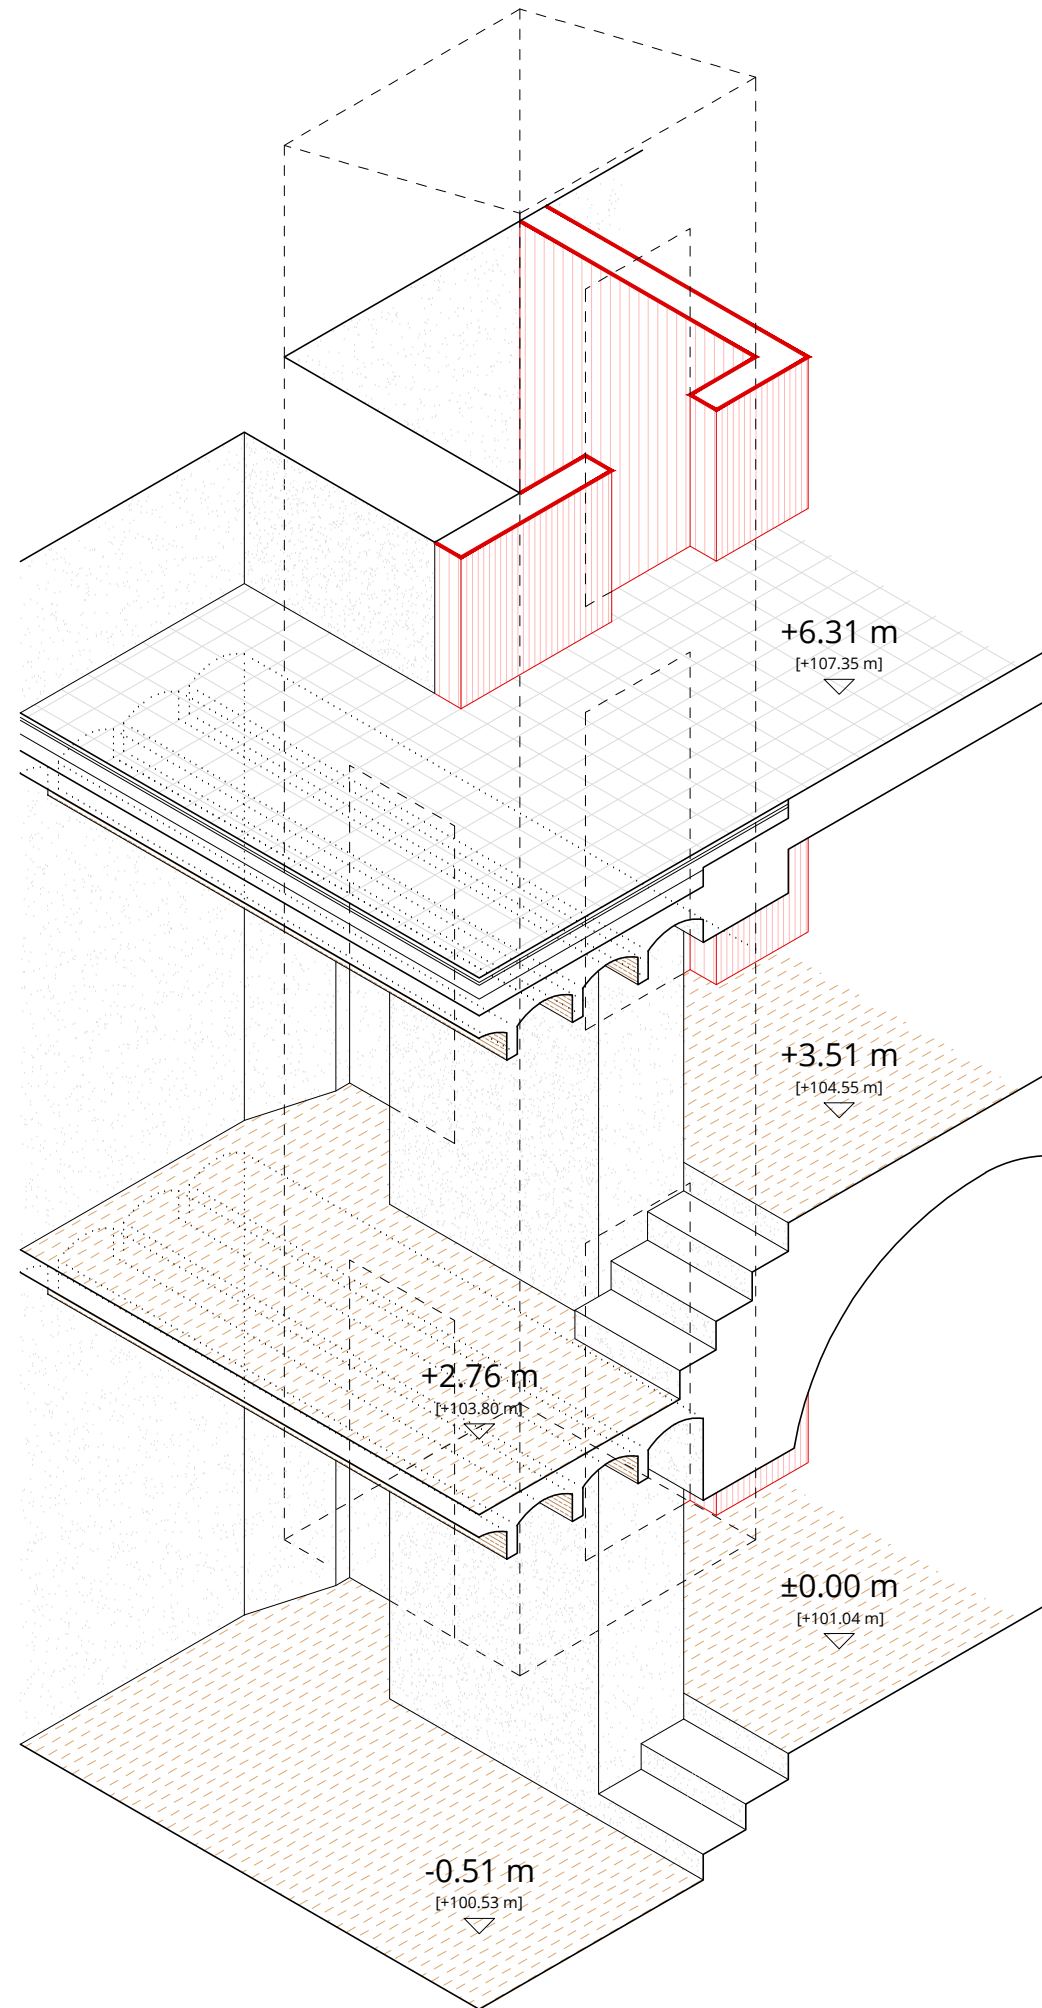 +6.31 m
[+107.35 m]
+3.51 m
[+104.55 m]
+2.76 m
[+103.80 m]
±0.00 m
[+101.04 m]
-0.51 m
[+100.53 m]